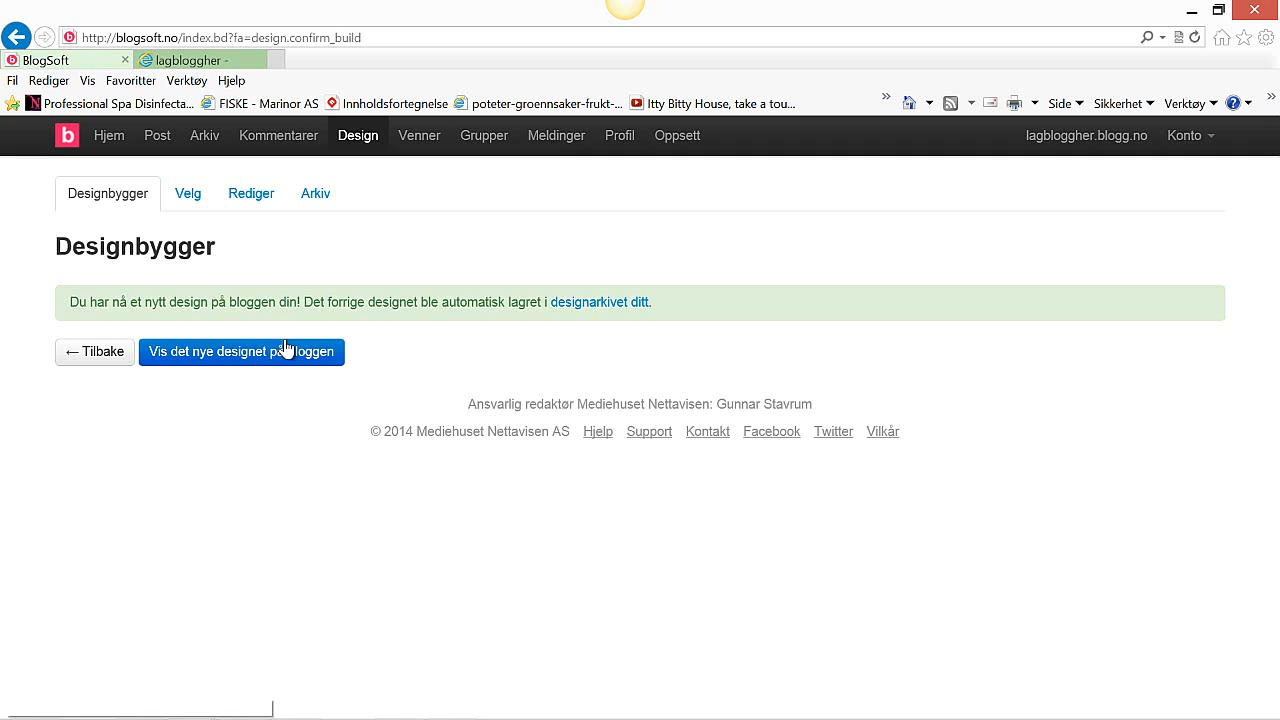 http://blogsoft.no/index.bd?fa=design.confirm_build
BlogSoft
lagbloggher -
Fil Rediger Vis Favoritter Verktøy Hjelp
Professional Spa Disinfecta... FISKE - Marinor AS Innholdsfortegnelse poteter-groennsaker-frukt-... Itty Bitty House, take a tou... Side Sikkerhet Verktøy
b Hjem Post Arkiv Kommentarer Design Venner Grupper Meldinger Profil Oppsett lagbloggher.blogg.no Konto
Designbygger Velg Rediger Arkiv
Designbygger
Du har nå et nytt design på bloggen din! Det forrige designet ble automatisk lagret i designarkivet ditt.
← Tilbake Vis det nye designet på bloggen
Ansvarlig redaktør Mediehuset Nettavisen: Gunnar Stavrum
© 2014 Mediehuset Nettavisen AS Hjelp Support Kontakt Facebook Twitter Vilkår